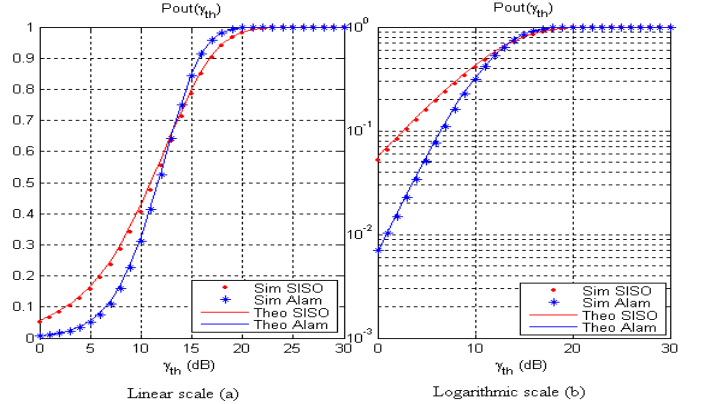 Pout(γth)
1
0.9
0.8
0.7
0.6
0.5
0.4
0.3
0.2
0.1
0
0 5 10 15 20 25 30
γth (dB)
Sim SISO
Sim Alam
Theo SISO
Theo Alam
Linear scale (a)
Pout(γth)
10^0
10^-1
10^-2
10^-3
0 10 20 30
γth (dB)
Sim SISO
Sim Alam
Theo SISO
Theo Alam
Logarithmic scale (b)